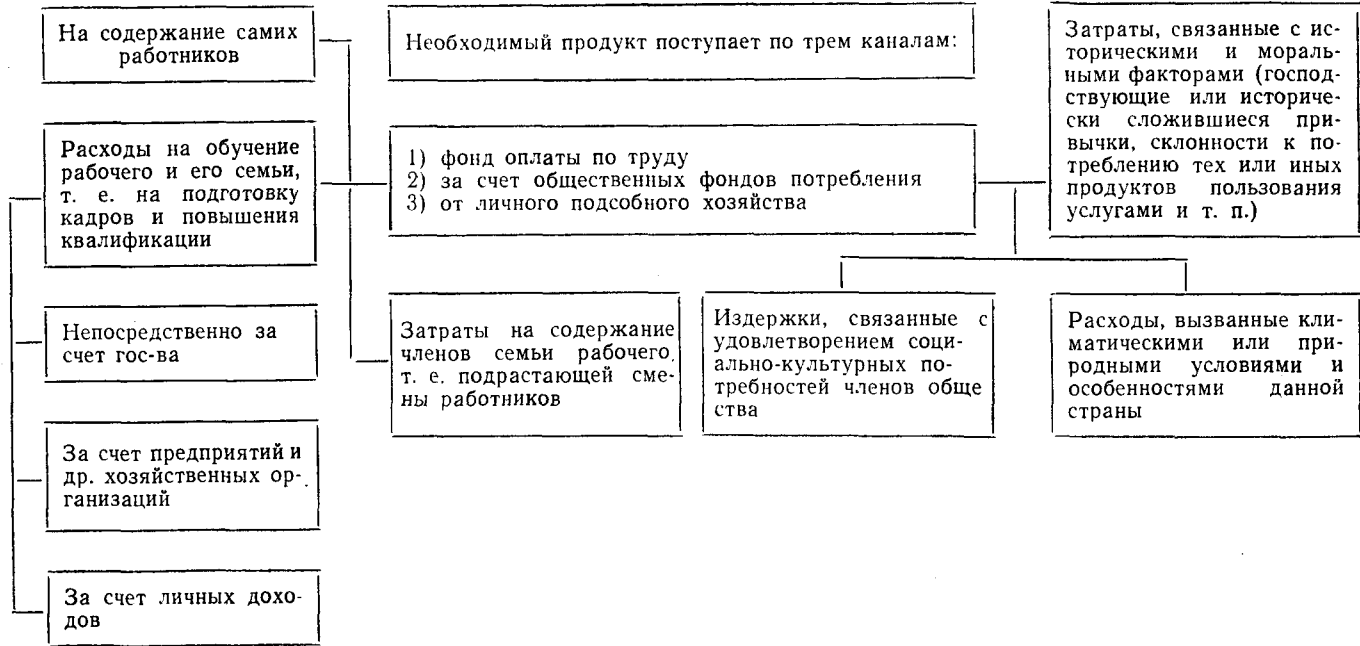 На содержание самих
работников
Необходимый продукт поступает по трем каналам:
Затраты, связанные с ис-
торическими и мораль-
ными факторами (господ-
ствующие или историче-
ски сложившиеся при-
вычки, склонности к по-
треблению тех или иных
продуктов пользования
услугами и т. п.)
Расходы на обучение
рабочего и его семьи,
т. е. на подготовку
кадров и повышения
квалификации
1) фонд оплаты по труду
2) за счет общественных фондов потребления
3) от личного подсобного хозяйства
Непосредственно за
счет гос-ва
Затраты на содержание
членов семьи рабочего,
т. е. подрастающей сме-
ны работников
Издержки, связанные с
удовлетворением соци-
ально-культурных по-
требностей членов обще
ства
Расходы, вызванные кли-
матическими или при-
родными условиями и
особенностями данной
страны
За счет предприятий и
др. хозяйственных ор-
ганизаций
За счет личных дохо-
дов